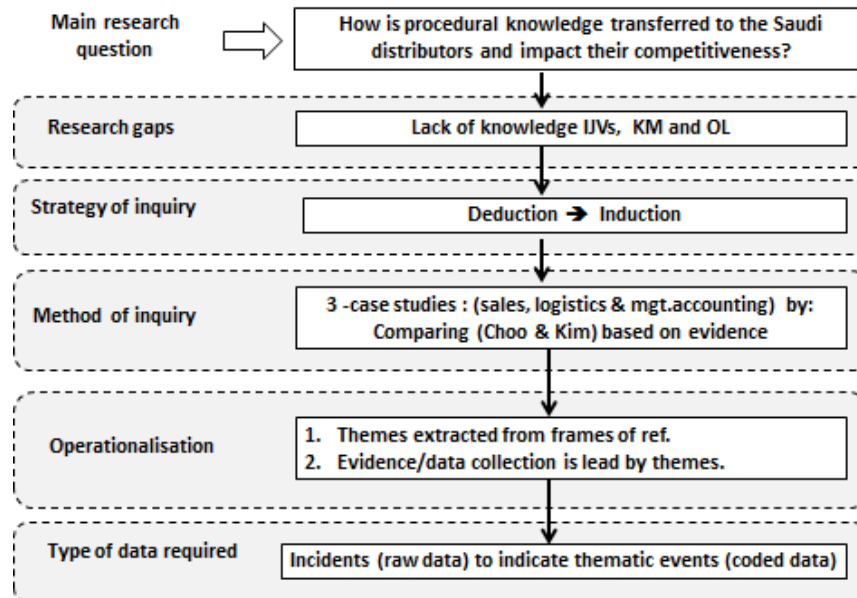 Main research
question
How is procedural knowledge transferred to the Saudi
distributors and impact their competitiveness?
Research gaps
Lack of knowledge IJVs, KM and OL
Strategy of inquiry
Deduction ➔ Induction
Method of inquiry
3 -case studies : (sales, logistics & mgt.accounting) by:
Comparing (Choo & Kim) based on evidence
Operationalisation
1. Themes extracted from frames of ref.
2. Evidence/data collection is lead by themes.
Type of data required
Incidents (raw data) to indicate thematic events (coded data)